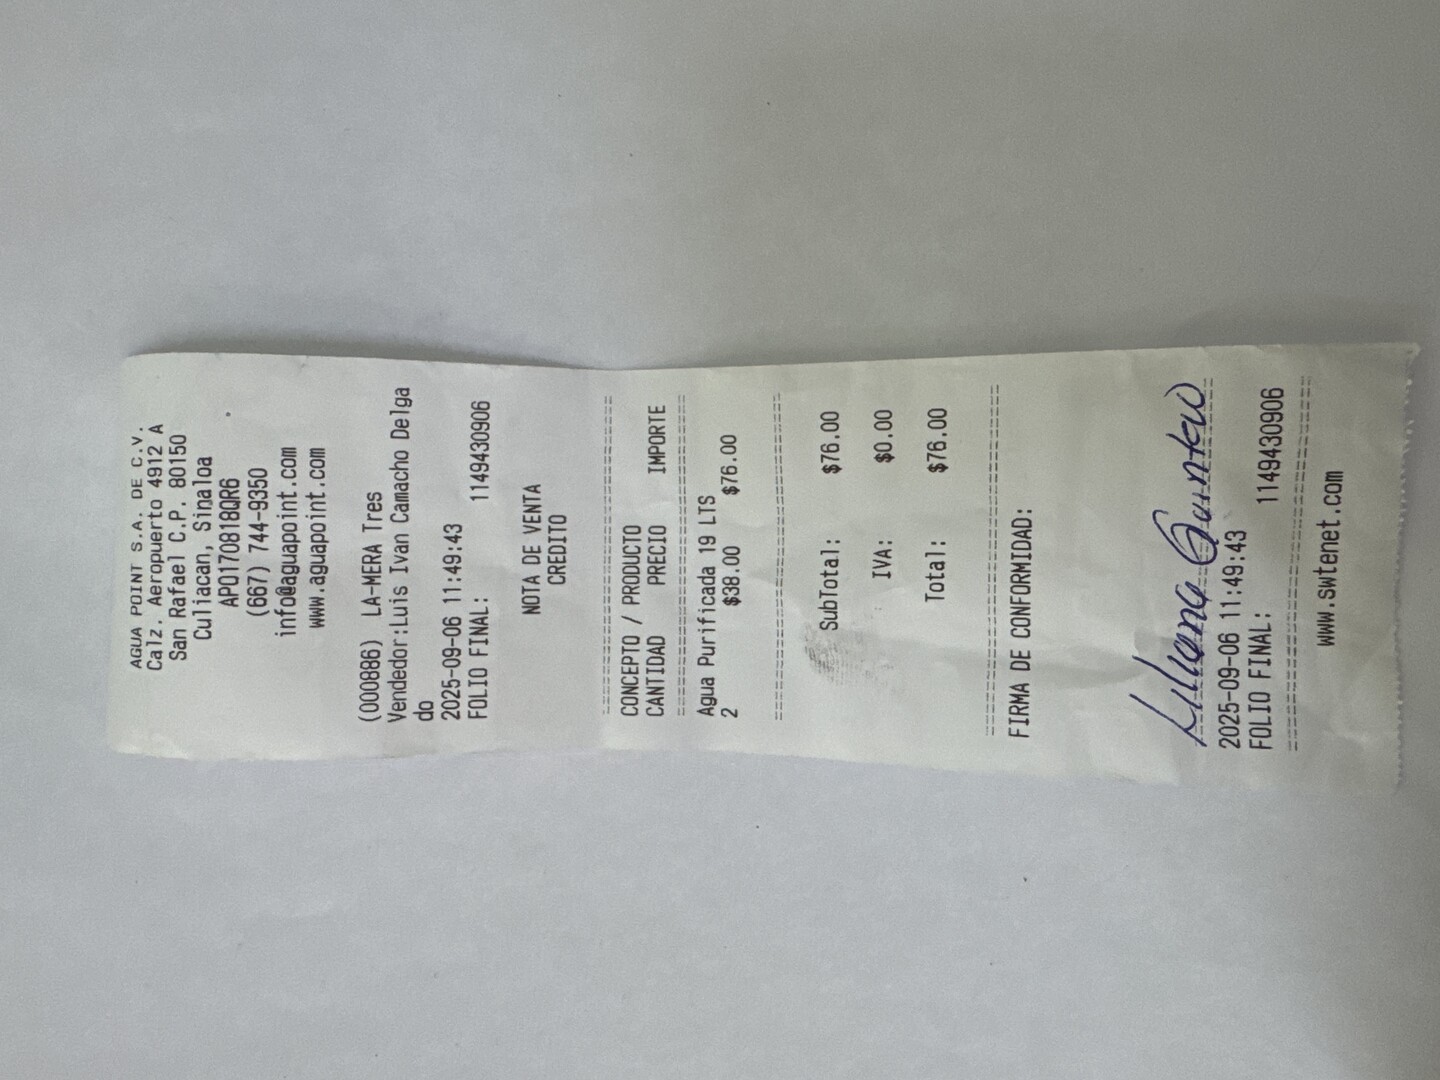 AGUA POINT S.A. DE C.V.
Calz. Aeropuerto 4912 A
San Rafael C.P. 80150
Culiacan, Sinaloa
APO170818QR6
(667) 744-9350
info@aguapoint.com
www.aguapoint.com
(000886) LA-MERA Tres
Vendedor:Luis Ivan Camacho Delga
do
2025-09-06 11:49:43
FOLIO FINAL: 1149430906
NOTA DE VENTA
CREDITO
================================
CONCEPTO / PRODUCTO
CANTIDAD PRECIO IMPORTE
================================
Agua Purificada 19 LTS
2 $38.00 $76.00
================================
SubTotal: $76.00
IVA: $0.00
Total: $76.00
================================
FIRMA DE CONFORMIDAD:
Liliana Quintero
================================
2025-09-06 11:49:43
FOLIO FINAL: 1149430906
================================
www.swtenet.com